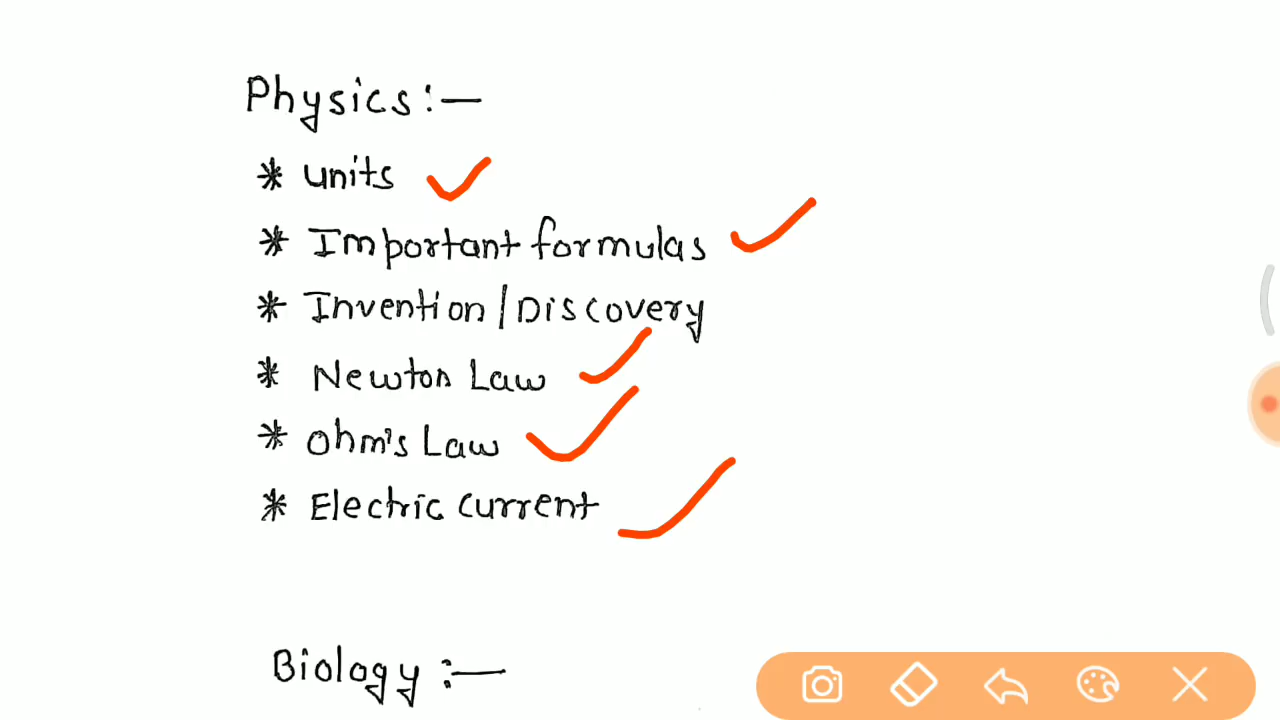 Physics :—
* units
* Important formulas
* Invention/Discovery
* Newton Law
* ohm's Law
* Electric current
Biology :—